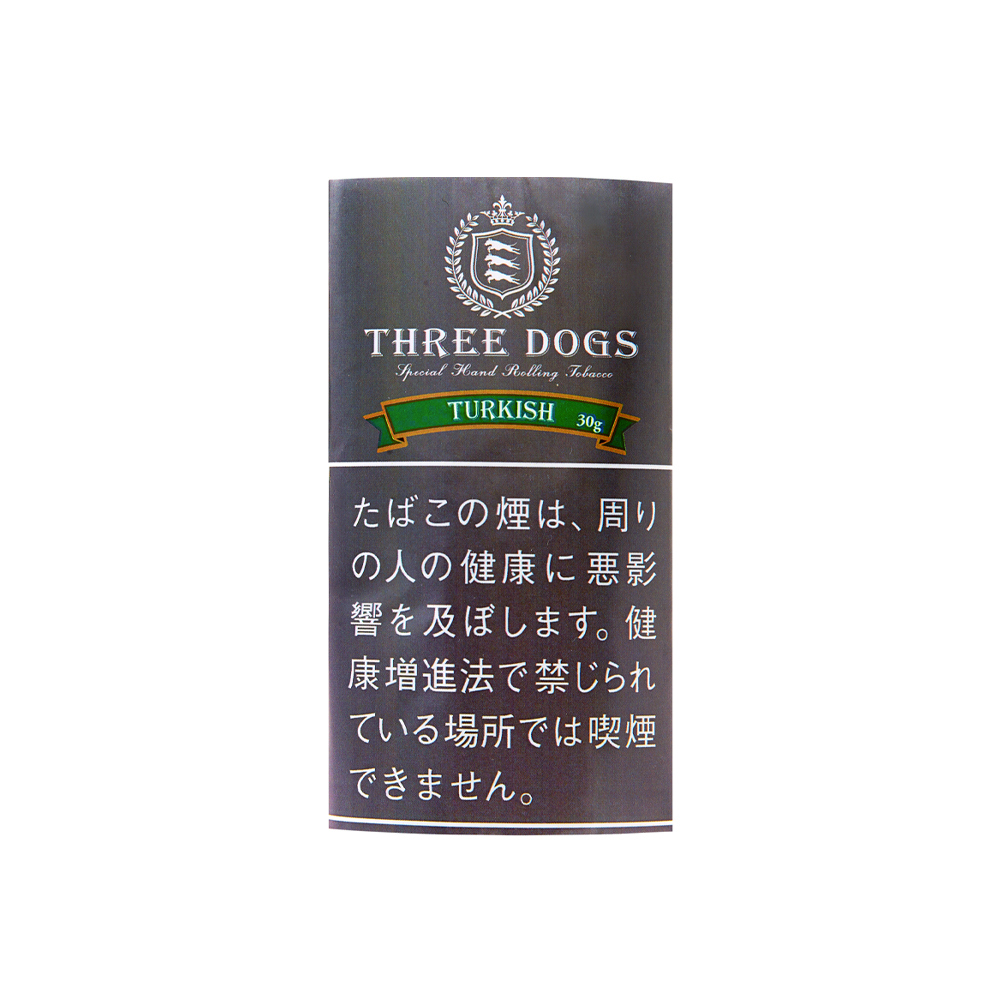 THREE DOGS
Special Hand Rolling Tobacco
TURKISH 30g
たばこの煙は、周り
の人の健康に悪影
響を及ぼします。健
康増進法で禁じられ
ている場所では喫煙
できません。